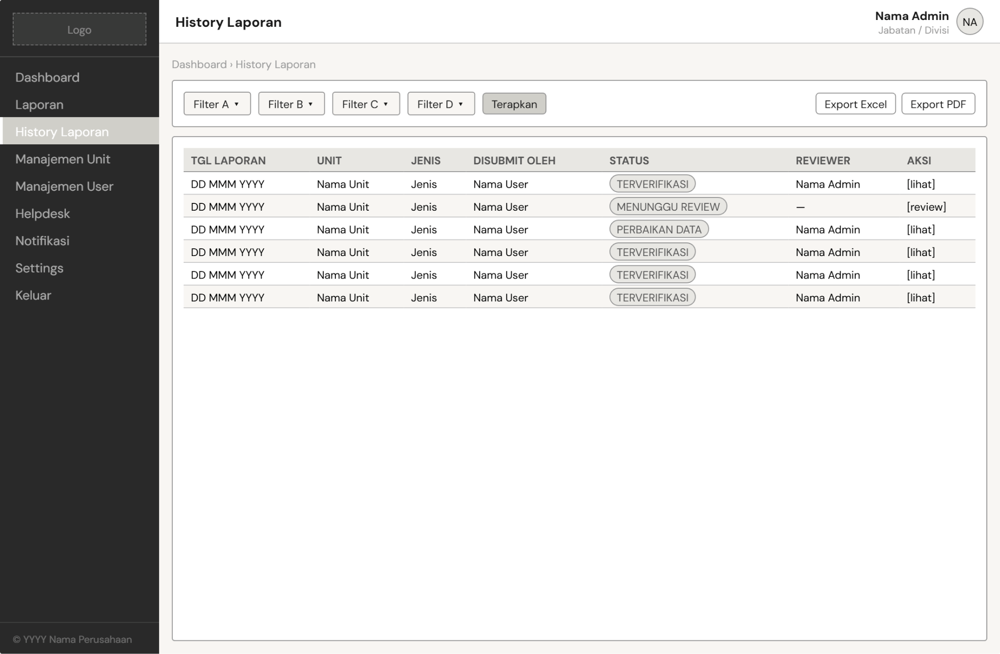 Logo
Dashboard
Laporan
History Laporan
Manajemen Unit
Manajemen User
Helpdesk
Notifikasi
Settings
Keluar
© YYYY Nama Perusahaan
History Laporan
Nama Admin
Jabatan / Divisi
NA
Dashboard › History Laporan
Filter A ▾ Filter B ▾ Filter C ▾ Filter D ▾ Terapkan Export Excel Export PDF
TGL LAPORAN UNIT JENIS DISUBMIT OLEH STATUS REVIEWER AKSI
DD MMM YYYY Nama Unit Jenis Nama User TERVERIFIKASI Nama Admin [lihat]
DD MMM YYYY Nama Unit Jenis Nama User MENUNGGU REVIEW — [review]
DD MMM YYYY Nama Unit Jenis Nama User PERBAIKAN DATA Nama Admin [lihat]
DD MMM YYYY Nama Unit Jenis Nama User TERVERIFIKASI Nama Admin [lihat]
DD MMM YYYY Nama Unit Jenis Nama User TERVERIFIKASI Nama Admin [lihat]
DD MMM YYYY Nama Unit Jenis Nama User TERVERIFIKASI Nama Admin [lihat]